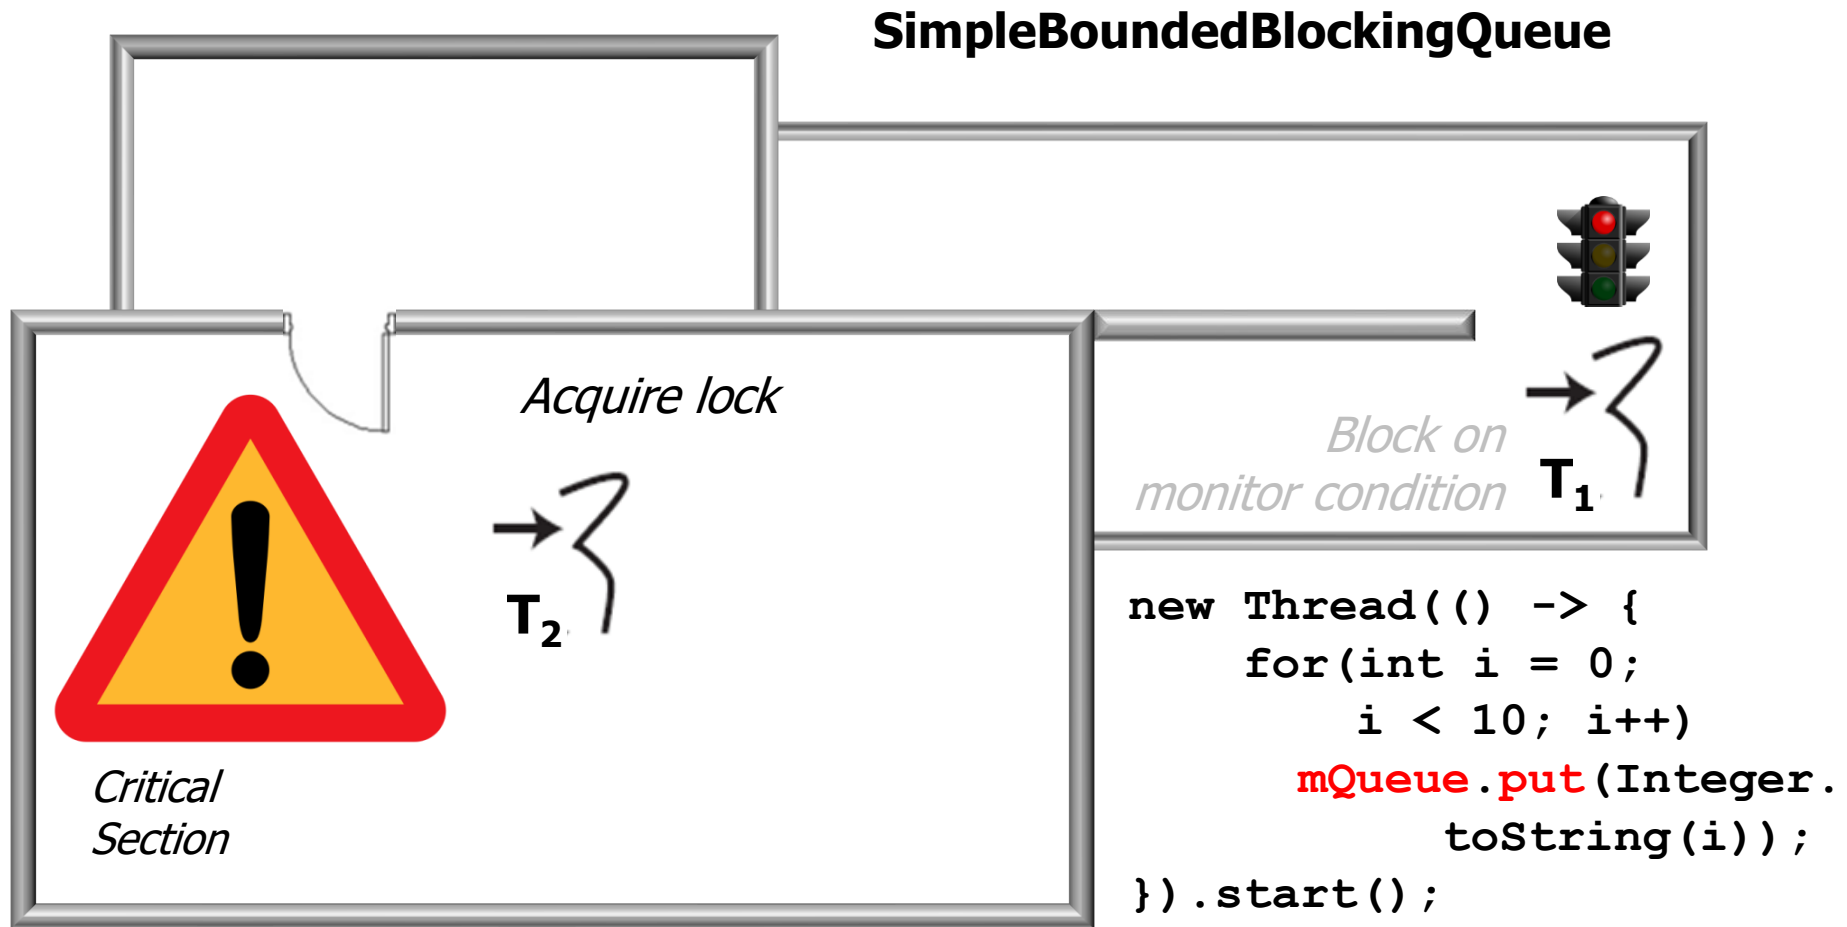 SimpleBoundedBlockingQueue
Acquire lock
Block on
monitor condition
T1
T2
Critical
Section
new Thread(() -> {
for(int i = 0;
i < 10; i++)
mQueue.put(Integer.
toString(i));
}).start();